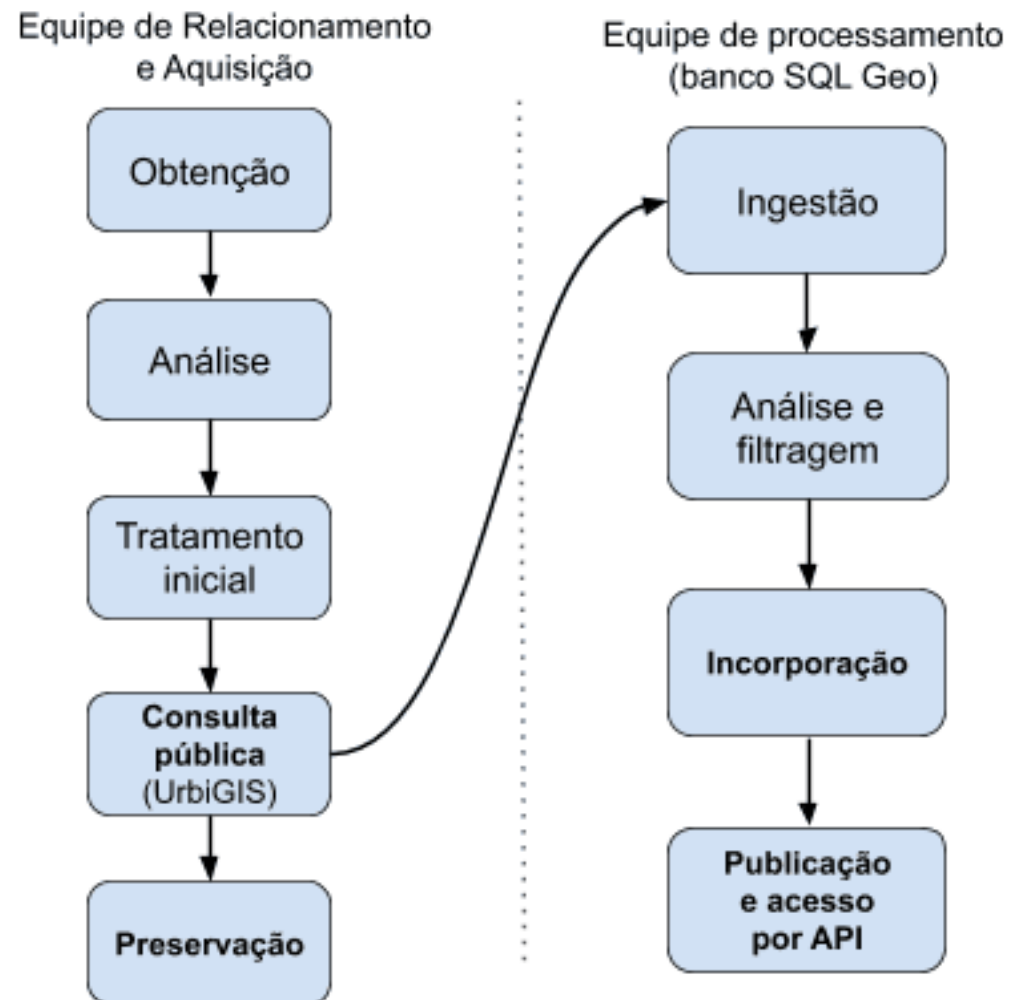 Equipe de Relacionamento
e Aquisição
Obtenção
Análise
Tratamento
inicial
Consulta
pública
(UrbiGIS)
Preservação
Equipe de processamento
(banco SQL Geo)
Ingestão
Análise e
filtragem
Incorporação
Publicação
e acesso
por API